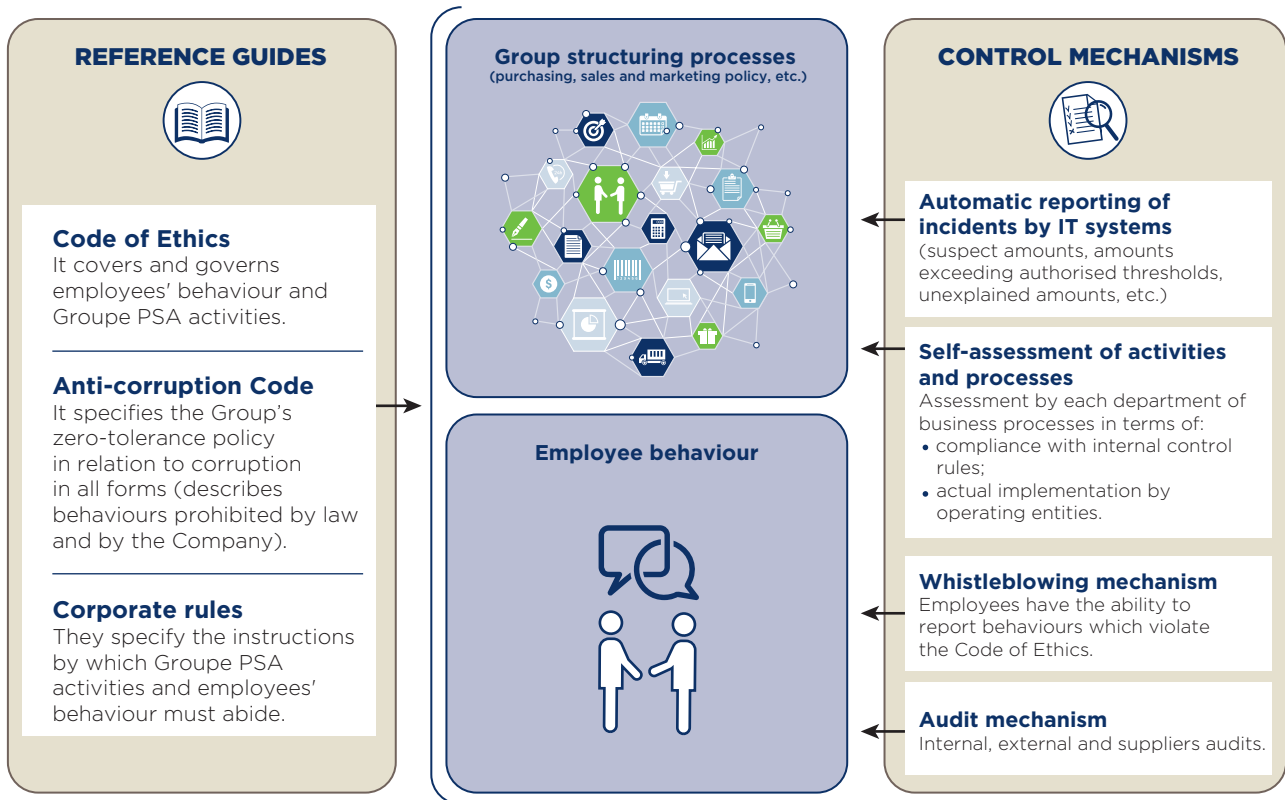 REFERENCE GUIDES
Code of Ethics
It covers and governs
employees' behaviour and
Groupe PSA activities.
Anti-corruption Code
It specifies the Group’s
zero-tolerance policy
in relation to corruption
in all forms (describes
behaviours prohibited by law
and by the Company).
Corporate rules
They specify the instructions
by which Groupe PSA
activities and employees'
behaviour must abide.
Group structuring processes
(purchasing, sales and marketing policy, etc.)
$
Employee behaviour
CONTROL MECHANISMS
Automatic reporting of
incidents by IT systems
(suspect amounts, amounts
exceeding authorised thresholds,
unexplained amounts, etc.)
Self-assessment of activities
and processes
Assessment by each department of
business processes in terms of:
• compliance with internal control
rules;
• actual implementation by
operating entities.
Whistleblowing mechanism
Employees have the ability to
report behaviours which violate
the Code of Ethics.
Audit mechanism
Internal, external and suppliers audits.